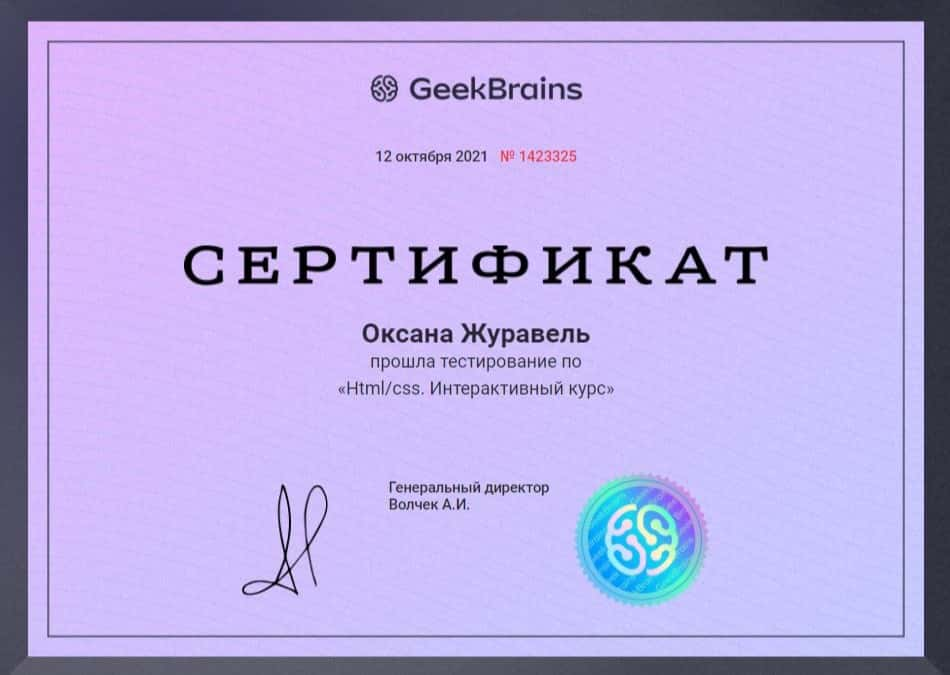 GeekBrains
12 октября 2021 № 1423325
СЕРТИФИКАТ
Оксана Журавель
прошла тестирование по
«Html/css. Интерактивный курс»
Генеральный директор
Волчек А.И.